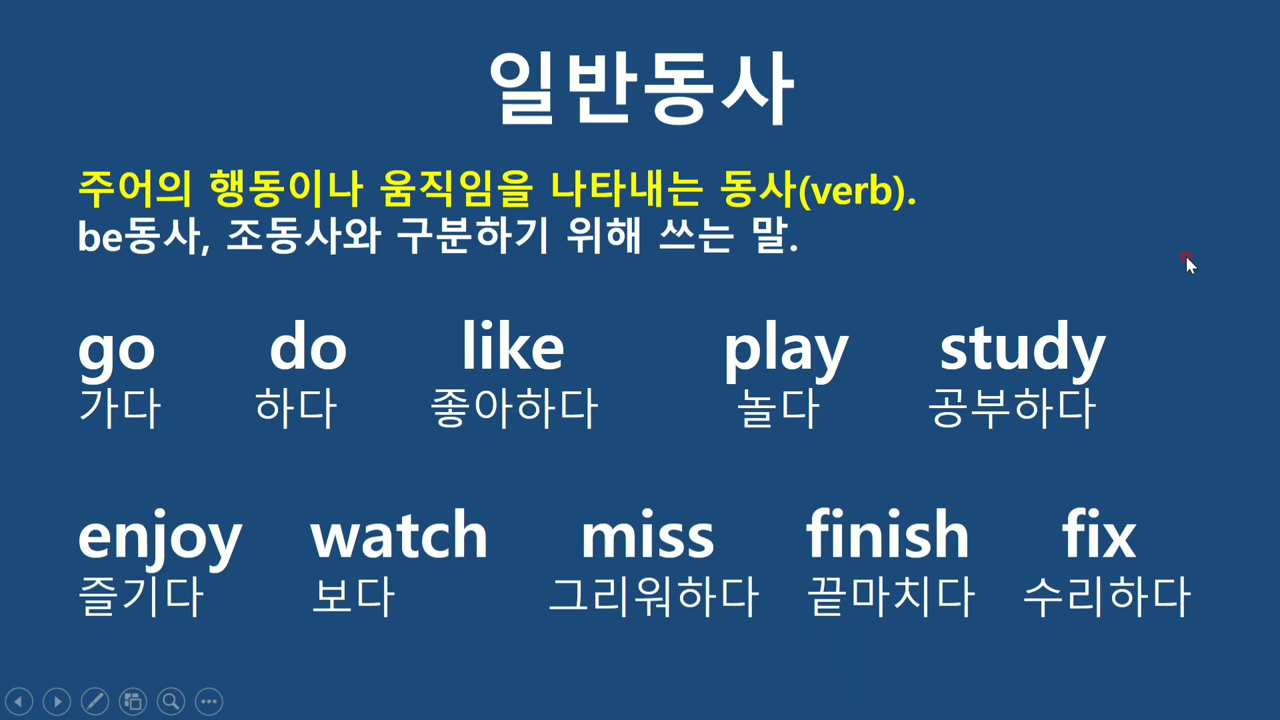 일반동사
주어의 행동이나 움직임을 나타내는 동사(verb).
be동사, 조동사와 구분하기 위해 쓰는 말.
go do like play study
가다 하다 좋아하다 놀다 공부하다
enjoy watch miss finish fix
즐기다 보다 그리워하다 끝마치다 수리하다